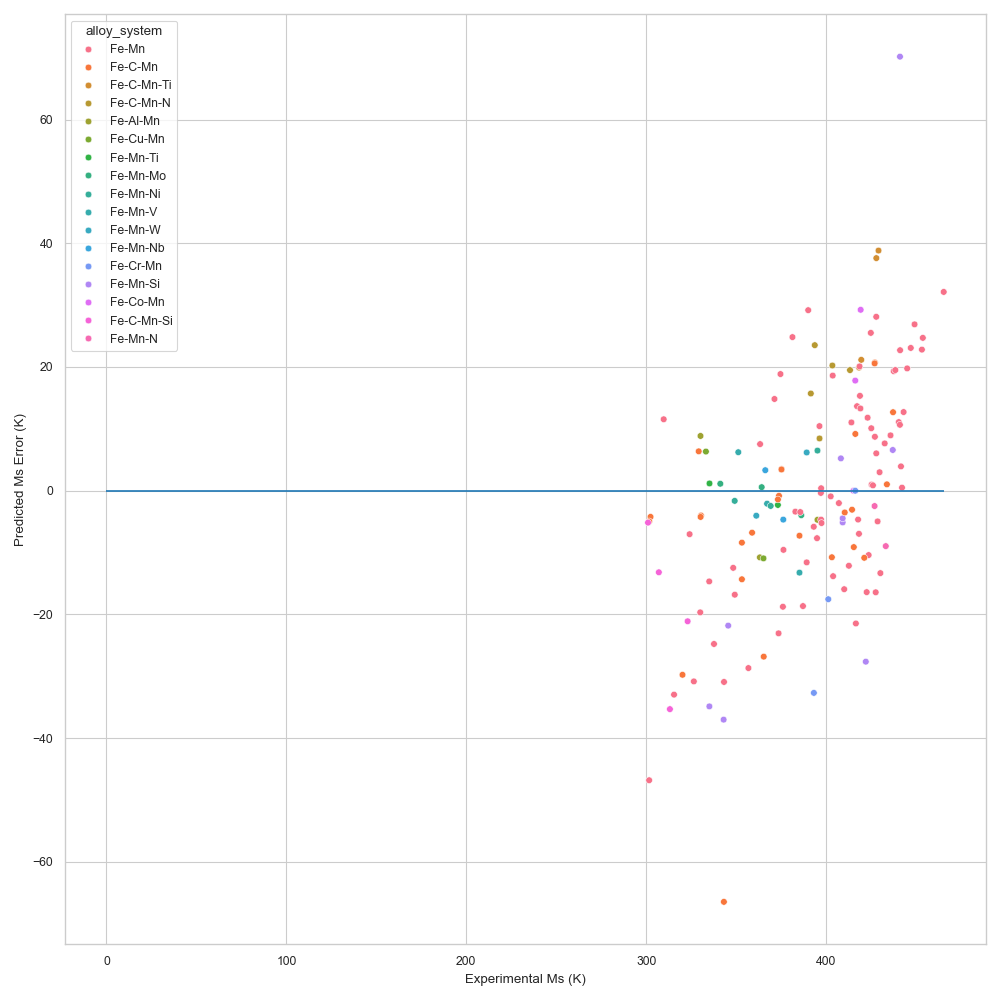 alloy_system
Fe-Mn
Fe-C-Mn
Fe-C-Mn-Ti
Fe-C-Mn-N
Fe-Al-Mn
Fe-Cu-Mn
Fe-Mn-Ti
Fe-Mn-Mo
Fe-Mn-Ni
Fe-Mn-V
Fe-Mn-W
Fe-Mn-Nb
Fe-Cr-Mn
Fe-Mn-Si
Fe-Co-Mn
Fe-C-Mn-Si
Fe-Mn-N
60
40
20
0
−20
−40
−60
Predicted Ms Error (K)
0 100 200 300 400
Experimental Ms (K)